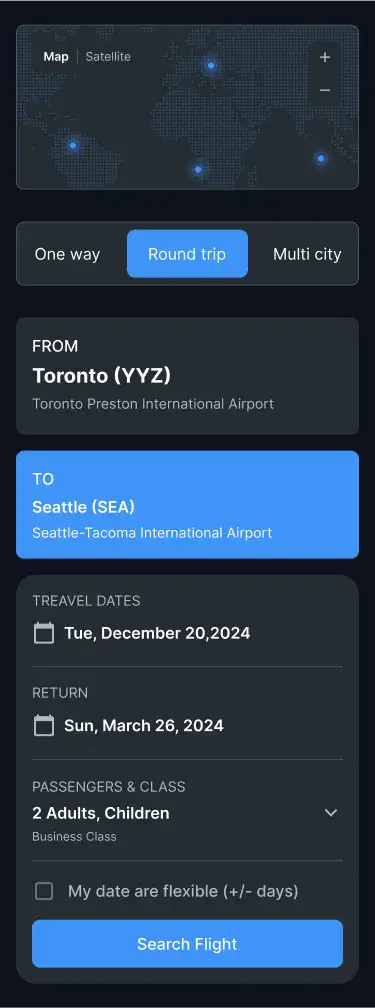 Map | Satellite
+
−
One way
Round trip
Multi city
FROM
Toronto (YYZ)
Toronto Preston International Airport
TO
Seattle (SEA)
Seattle-Tacoma International Airport
TREAVEL DATES
Tue, December 20,2024
RETURN
Sun, March 26, 2024
PASSENGERS & CLASS
2 Adults, Children
Business Class
My date are flexible (+/- days)
Search Flight